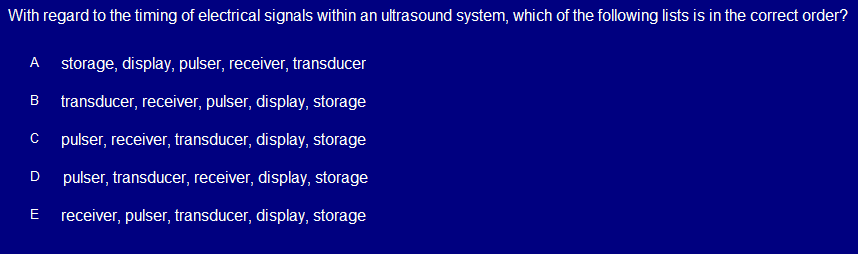 With regard to the timing of electrical signals within an ultrasound system, which of the following lists is in the correct order?
A storage, display, pulser, receiver, transducer
B transducer, receiver, pulser, display, storage
C pulser, receiver, transducer, display, storage
D pulser, transducer, receiver, display, storage
E receiver, pulser, transducer, display, storage